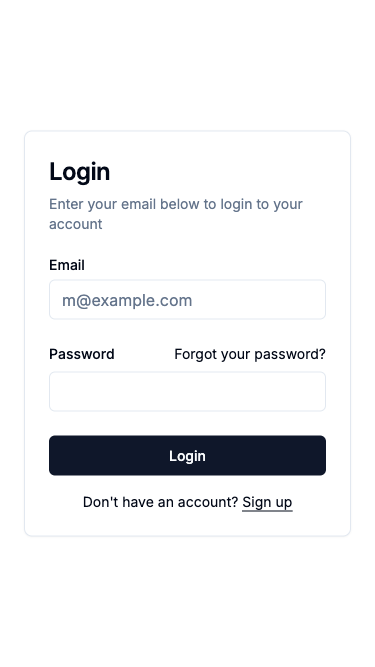 Login
Enter your email below to login to your
account
Email
m@example.com
Password Forgot your password?
Login
Don't have an account? Sign up